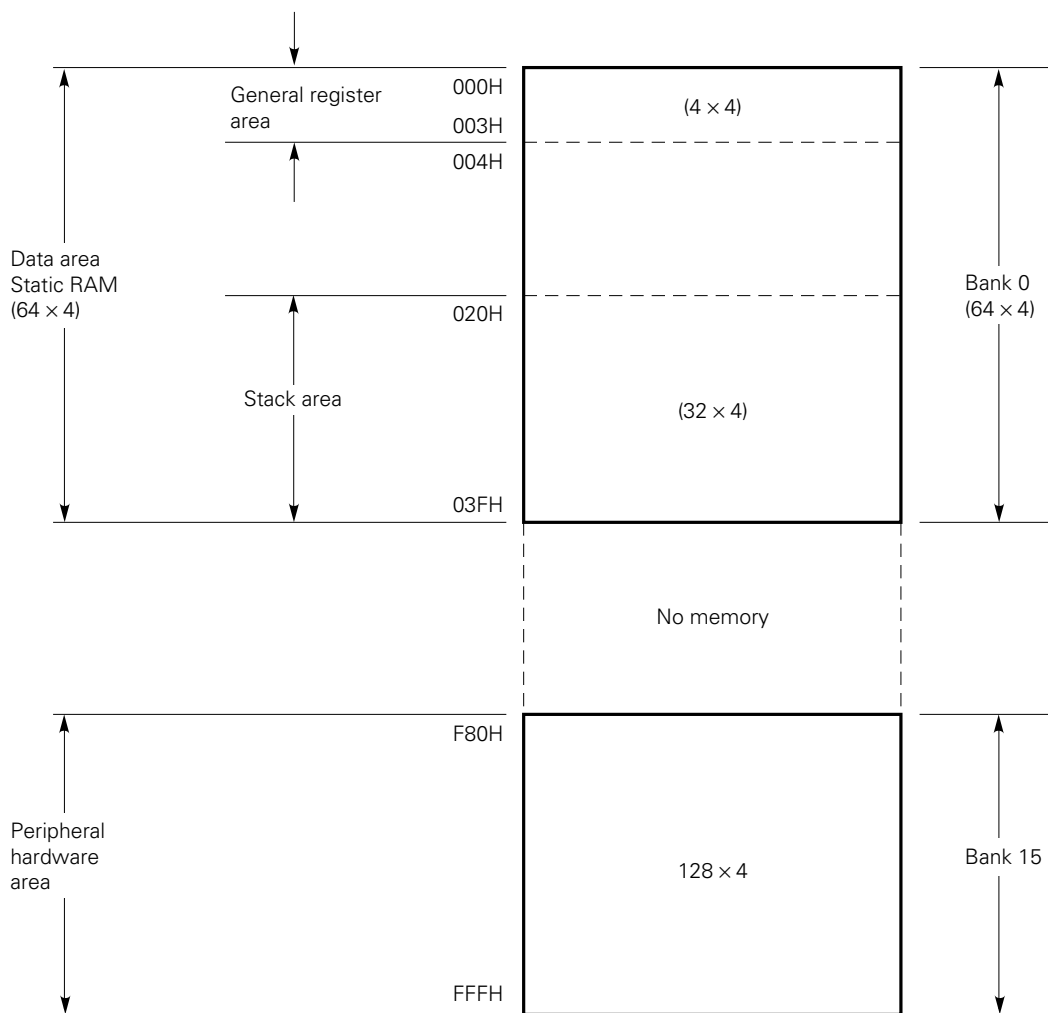 General register
area
000H
003H
004H
(4 × 4)
Data area
Static RAM
(64 × 4)
020H
Stack area
(32 × 4)
03FH
Bank 0
(64 × 4)
No memory
F80H
Peripheral
hardware
area
128 × 4
Bank 15
FFFH